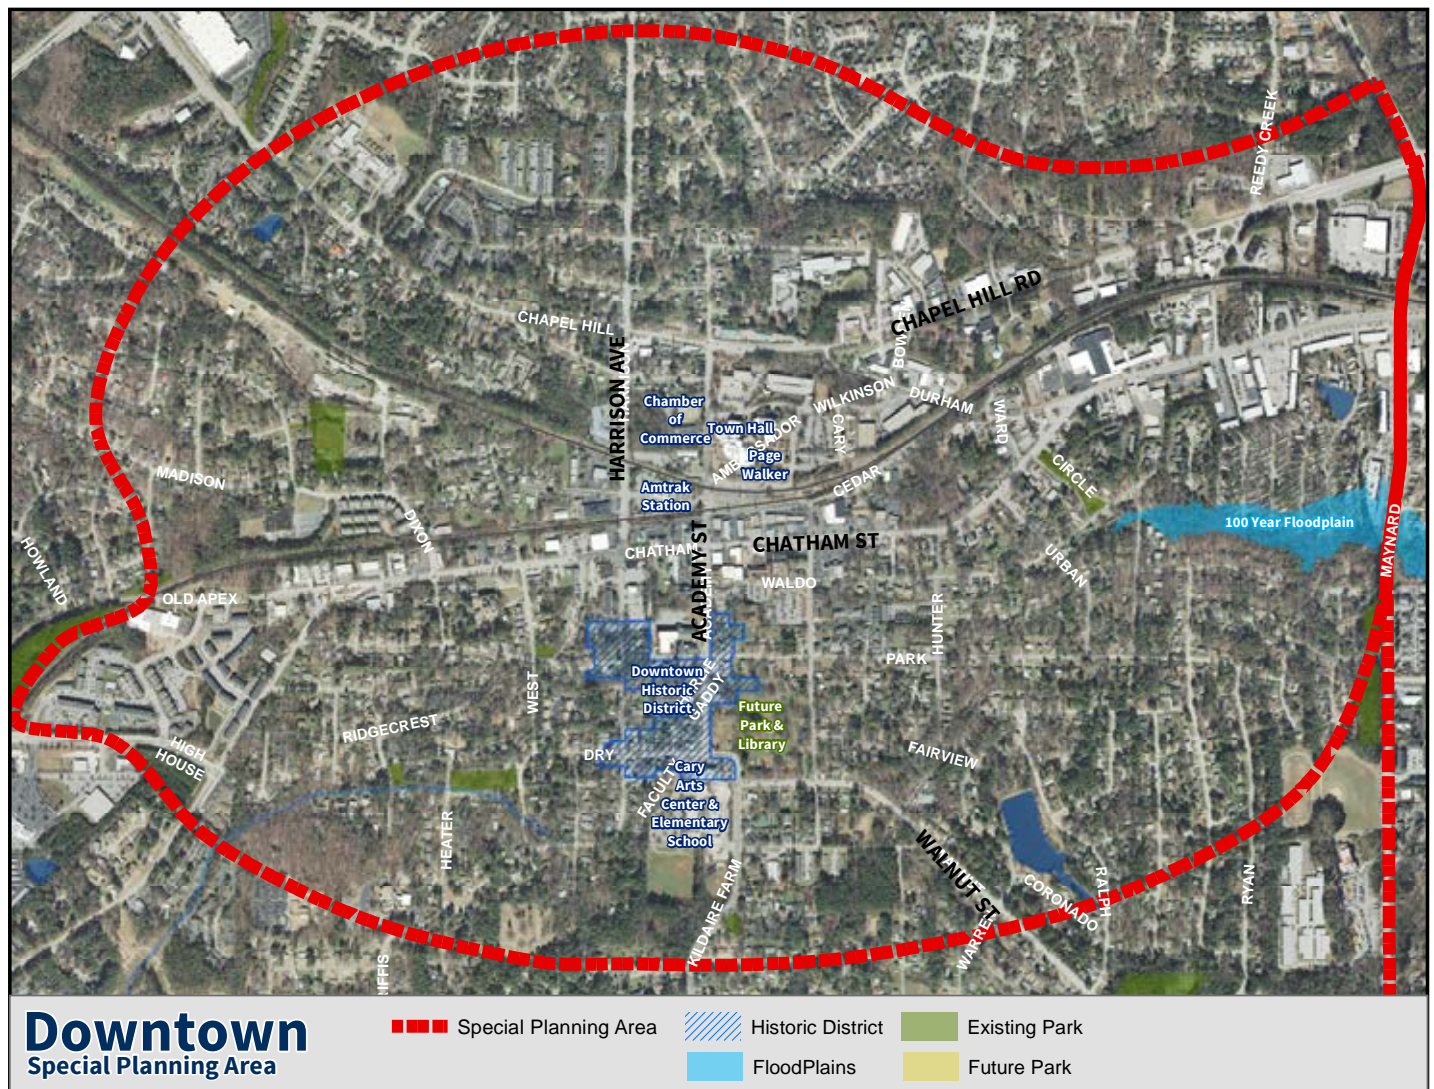 REEDY CREEK
CHAPEL HILL RD
CHAPEL HILL
HARRISON AVE
WILKINSON
DURHAM
CARY
WARD
Chamber
of
Commerce
Town Hall
AMBASSADOR
Page
Walker
CEDAR
CIRCLE
MADISON
DIXON
Amtrak
Station
100 Year Floodplain
MAYNARD
HOWLAND
CHATHAM
ACADEMY ST
CHATHAM ST
WALDO
URBAN
OLD APEX
HUNTER
PARK
WEST
Downtown
Historic
District
GADDY
Future
Park &
Library
RIDGECREST
HIGH
HOUSE
DRY
FAIRVIEW
FACULTY
Cary
Arts
Center &
Elementary
School
HEATER
WALNUT ST
KILDAIRE FARM
CORONADO
RALPH
RYAN
Downtown
Special Planning Area
Special Planning Area
Historic District
Existing Park
FloodPlains
Future Park